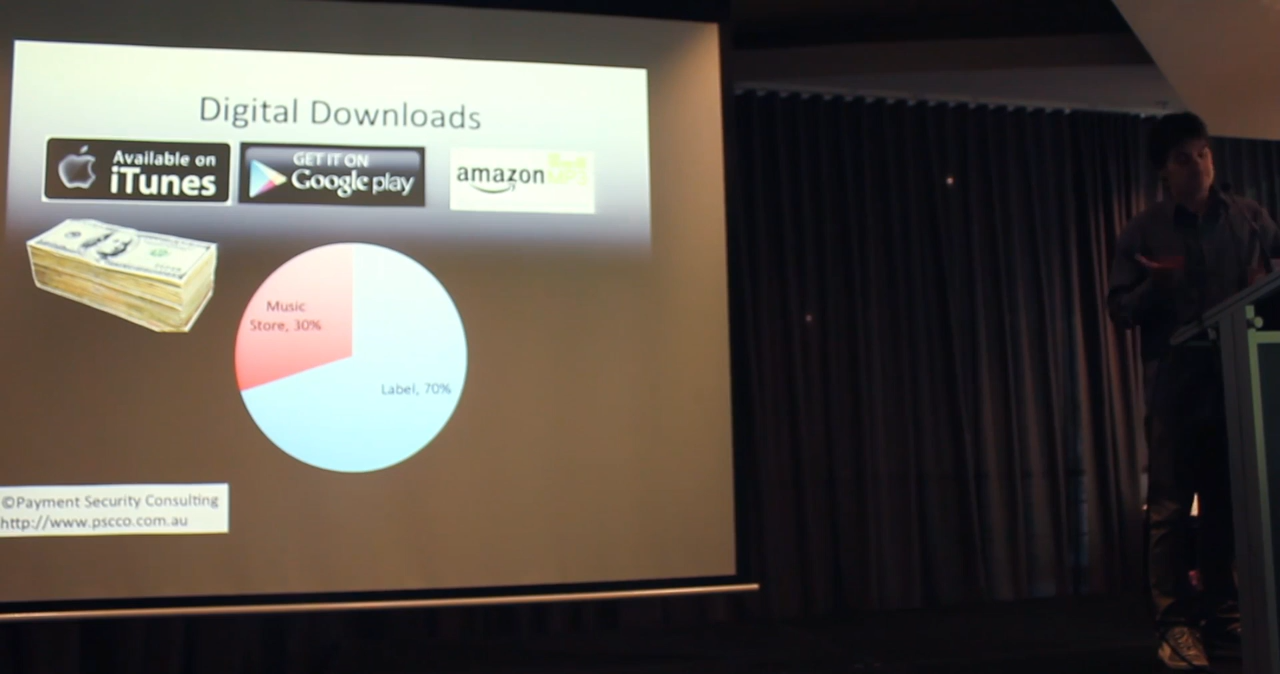 Digital Downloads
Available on
iTunes
GET IT ON
Google play
amazon
Music
Store, 30%
Label, 70%
©Payment Security Consulting
http://www.pscco.com.au